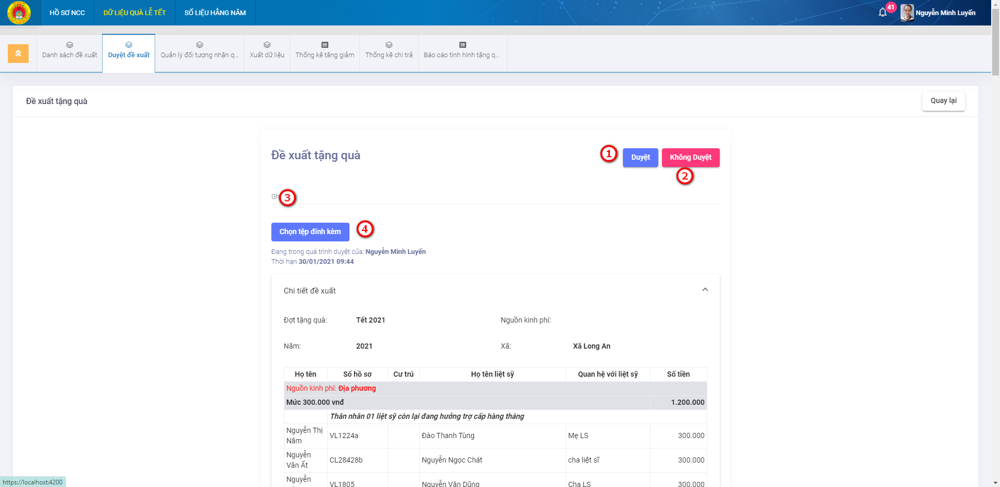 HỒ SƠ NCC
DỮ LIỆU QUÀ LỄ TẾT
SỐ LIỆU HẰNG NĂM
41
Nguyễn Minh Luyến
Danh sách đề xuất
Duyệt đề xuất
Quản lý đối tượng nhận q...
Xuất dữ liệu
Thống kê tăng giảm
Thống kê chi trả
Báo cáo tình hình tặng q...
Đề xuất tặng quà
Quay lại
Đề xuất tặng quà
1
Duyệt
Không Duyệt
2
Gh
3
Chọn tệp đính kèm
4
Đang trong quá trình duyệt của: Nguyễn Minh Luyến
Thời hạn 30/01/2021 09:44
Chi tiết đề xuất
Đợt tặng quà: Tết 2021 Nguồn kinh phí:
Năm: 2021 Xã: Xã Long An
Họ tên Số hồ sơ Cư trú Họ tên liệt sỹ Quan hệ với liệt sỹ Số tiền
Nguồn kinh phí: Địa phương
Mức 300.000 vnđ 1.200.000
Thân nhân 01 liệt sỹ còn lại đang hưởng trợ cấp hàng tháng
Nguyễn Thị Năm VL1224a Đào Thanh Tùng Mẹ LS 300.000
Nguyễn Văn Ất CL28428b Nguyễn Ngọc Chát cha liệt sĩ 300.000
Nguyễn VL1805 Nguyễn Văn Dũng Cha LS 300.000
https://localhost:4200